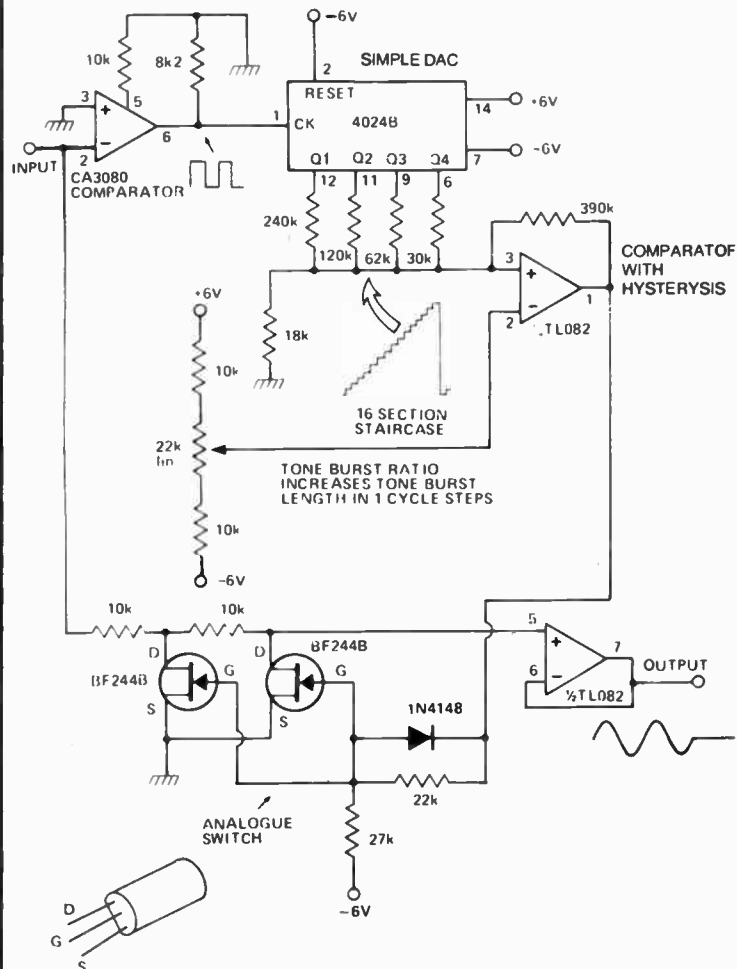 -6V
SIMPLE DAC
10k
8k2
2
RESET
14
+6V
3
+
5
6
1
CK
4024B
7
-6V
INPUT
2
-
CA3080
COMPARATOR
Q1
Q2
Q3
Q4
12
11
9
6
240k
120k
62k
30k
390k
3
+
1
-
2
TL082
COMPARATOF
WITH
HYSTERYSIS
+6V
18k
10k
16 SECTION
STAIRCASE
22k
lin
TONE BURST RATIO
INCREASES TONE BURST
LENGTH IN 1 CYCLE STEPS
10k
-6V
10k
10k
D
BF244B
G
S
D
BF244B
G
S
5
+
7
6
-
½TL082
OUTPUT
1N4148
22k
ANALOGUE
SWITCH
27k
-6V
D
G
S